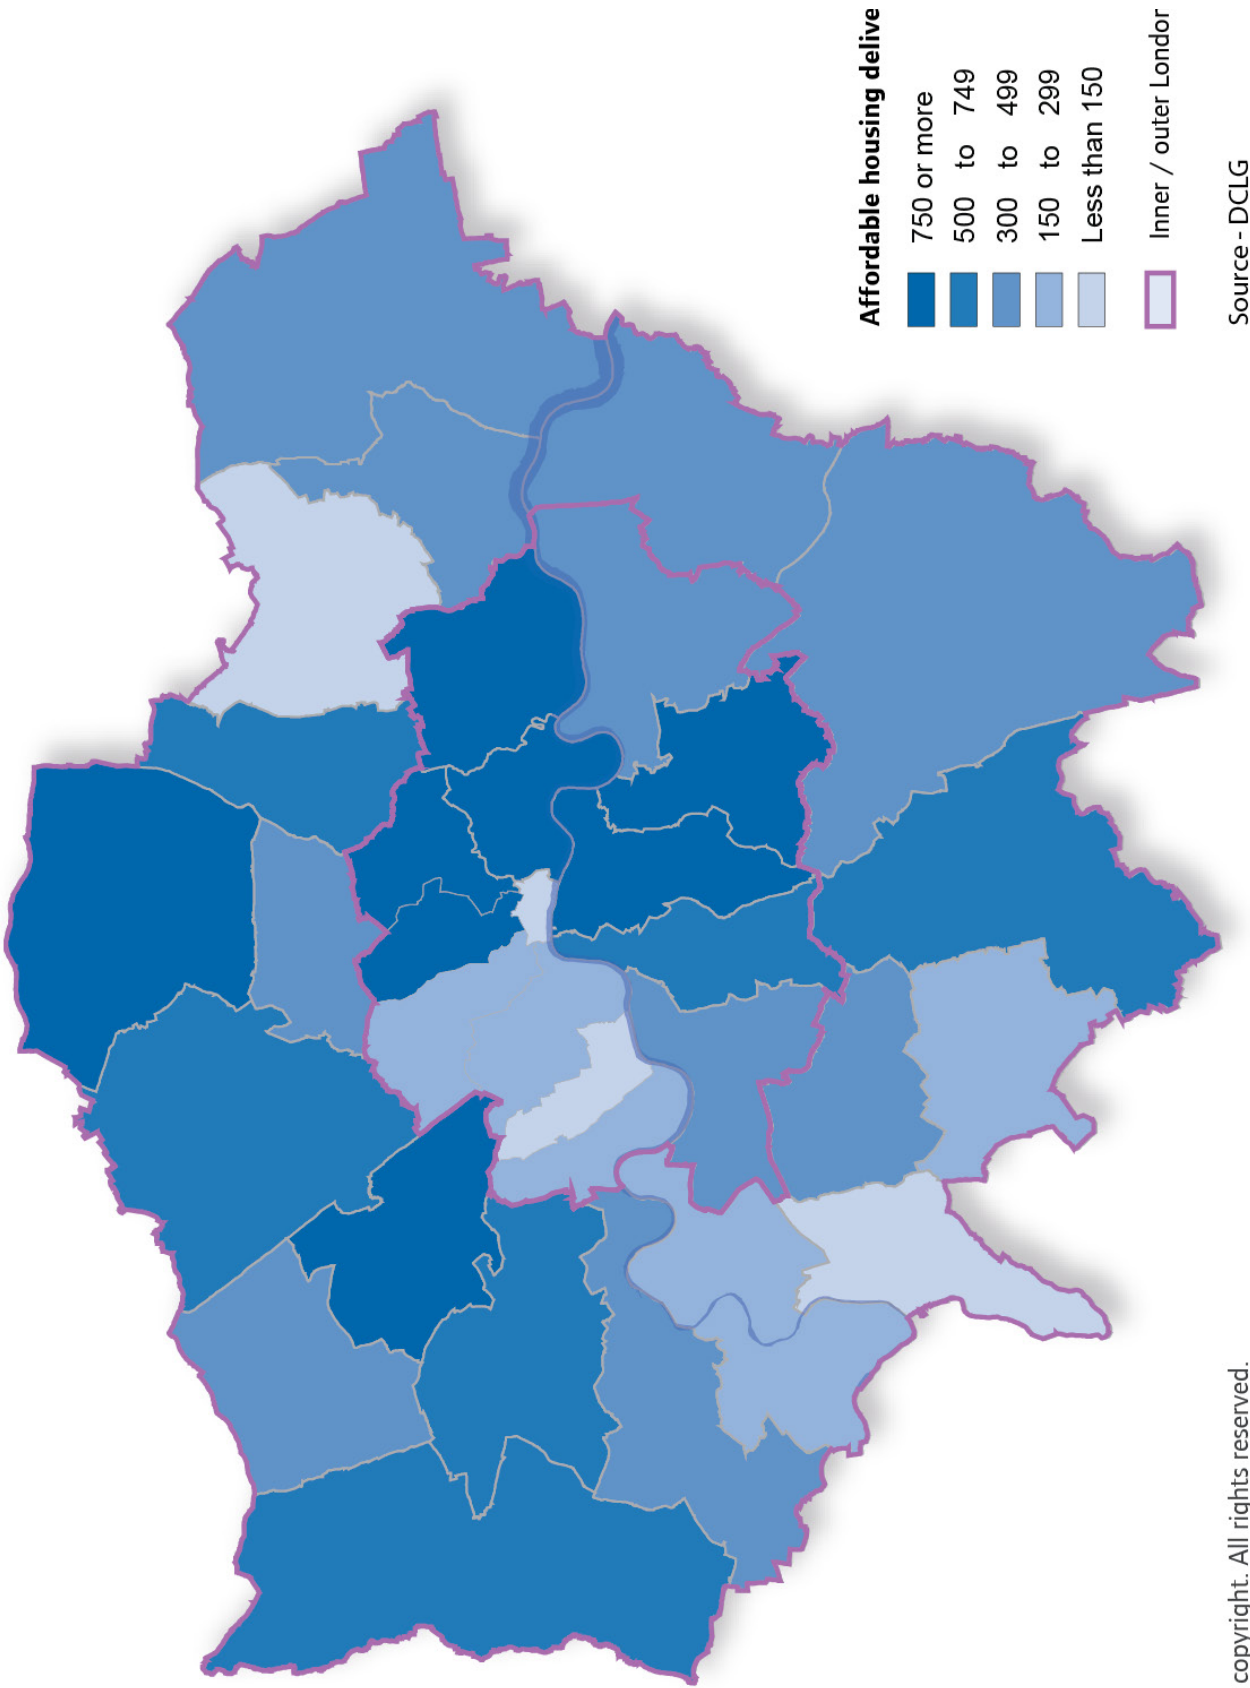 Affordable housing delive
750 or more
500 to 749
300 to 499
150 to 299
Less than 150
Inner / outer Londor
Source - DCLG
copyright. All rights reserved.